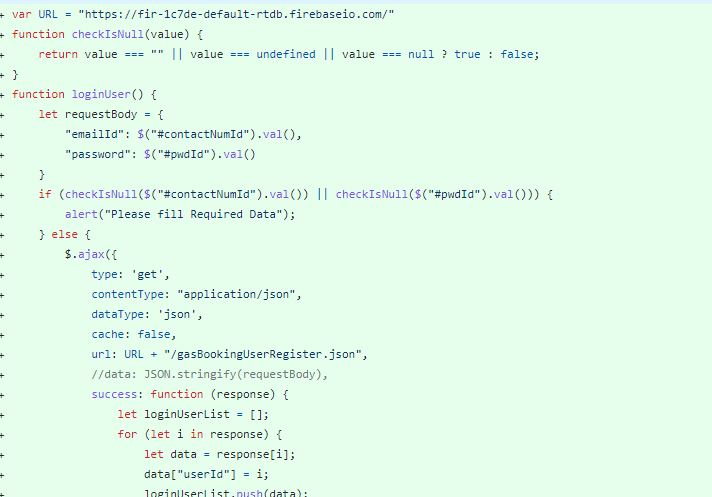 + var URL = "https://fir-1c7de-default-rtdb.firebaseio.com/"
+ function checkIsNull(value) {
+     return value === "" || value === undefined || value === null ? true : false;
+ }
+ function loginUser() {
+     let requestBody = {
+         "emailId": $("#contactNumId").val(),
+         "password": $("#pwdId").val()
+     }
+     if (checkIsNull($("#contactNumId").val()) || checkIsNull($("#pwdId").val())) {
+         alert("Please fill Required Data");
+     } else {
+         $.ajax({
+             type: 'get',
+             contentType: "application/json",
+             dataType: 'json',
+             cache: false,
+             url: URL + "/gasBookingUserRegister.json",
+             //data: JSON.stringify(requestBody),
+             success: function (response) {
+                 let loginUserList = [];
+                 for (let i in response) {
+                     let data = response[i];
+                     data["userId"] = i;
+                     loginUserList.push(data);